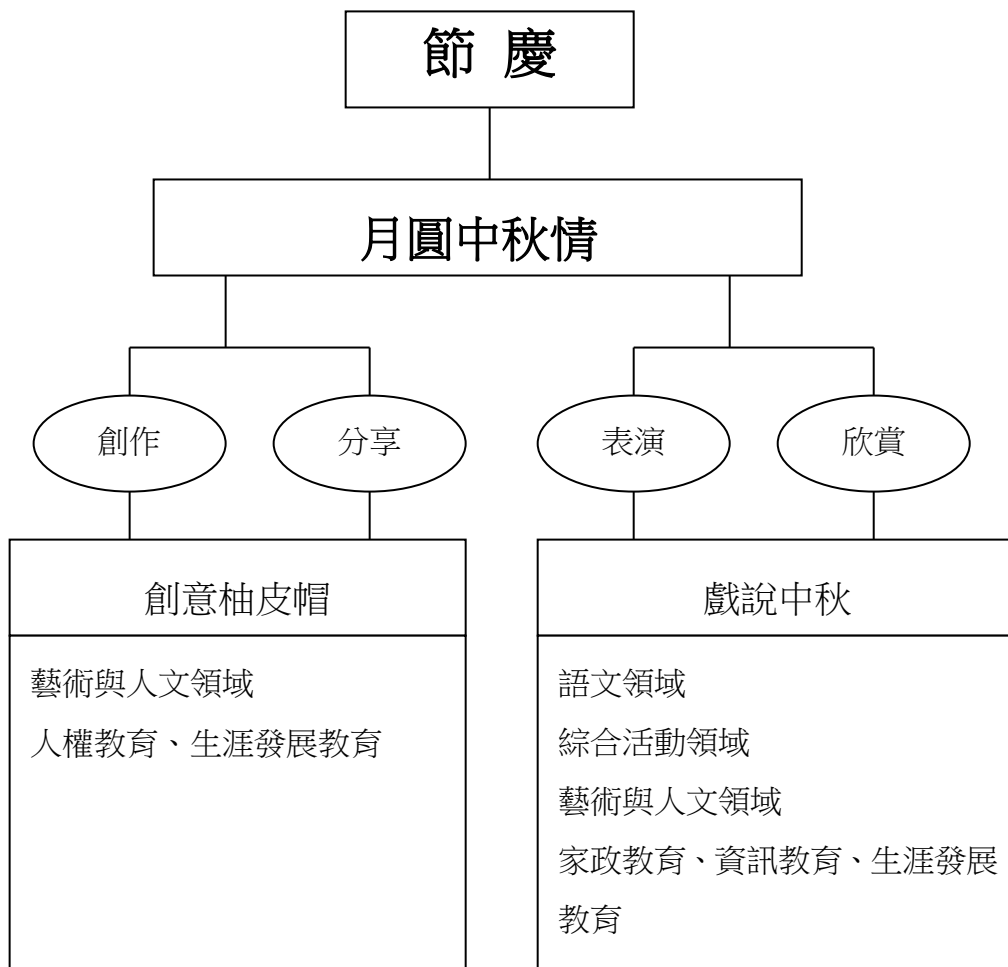 節 慶
月圓中秋情
創作
分享
表演
欣賞
創意柚皮帽
藝術與人文領域
人權教育、生涯發展教育
戲說中秋
語文領域
綜合活動領域
藝術與人文領域
家政教育、資訊教育、生涯發展
教育